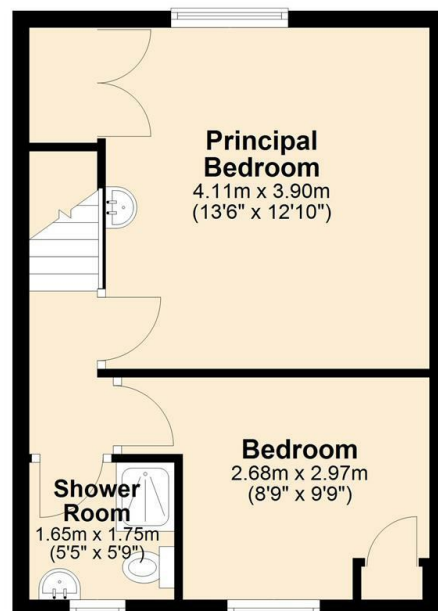 Principal
Bedroom
4.11m x 3.90m
(13'6" x 12'10")
Bedroom
2.68m x 2.97m
(8'9" x 9'9")
Shower
Room
1.65m x 1.75m
(5'5" x 5'9")